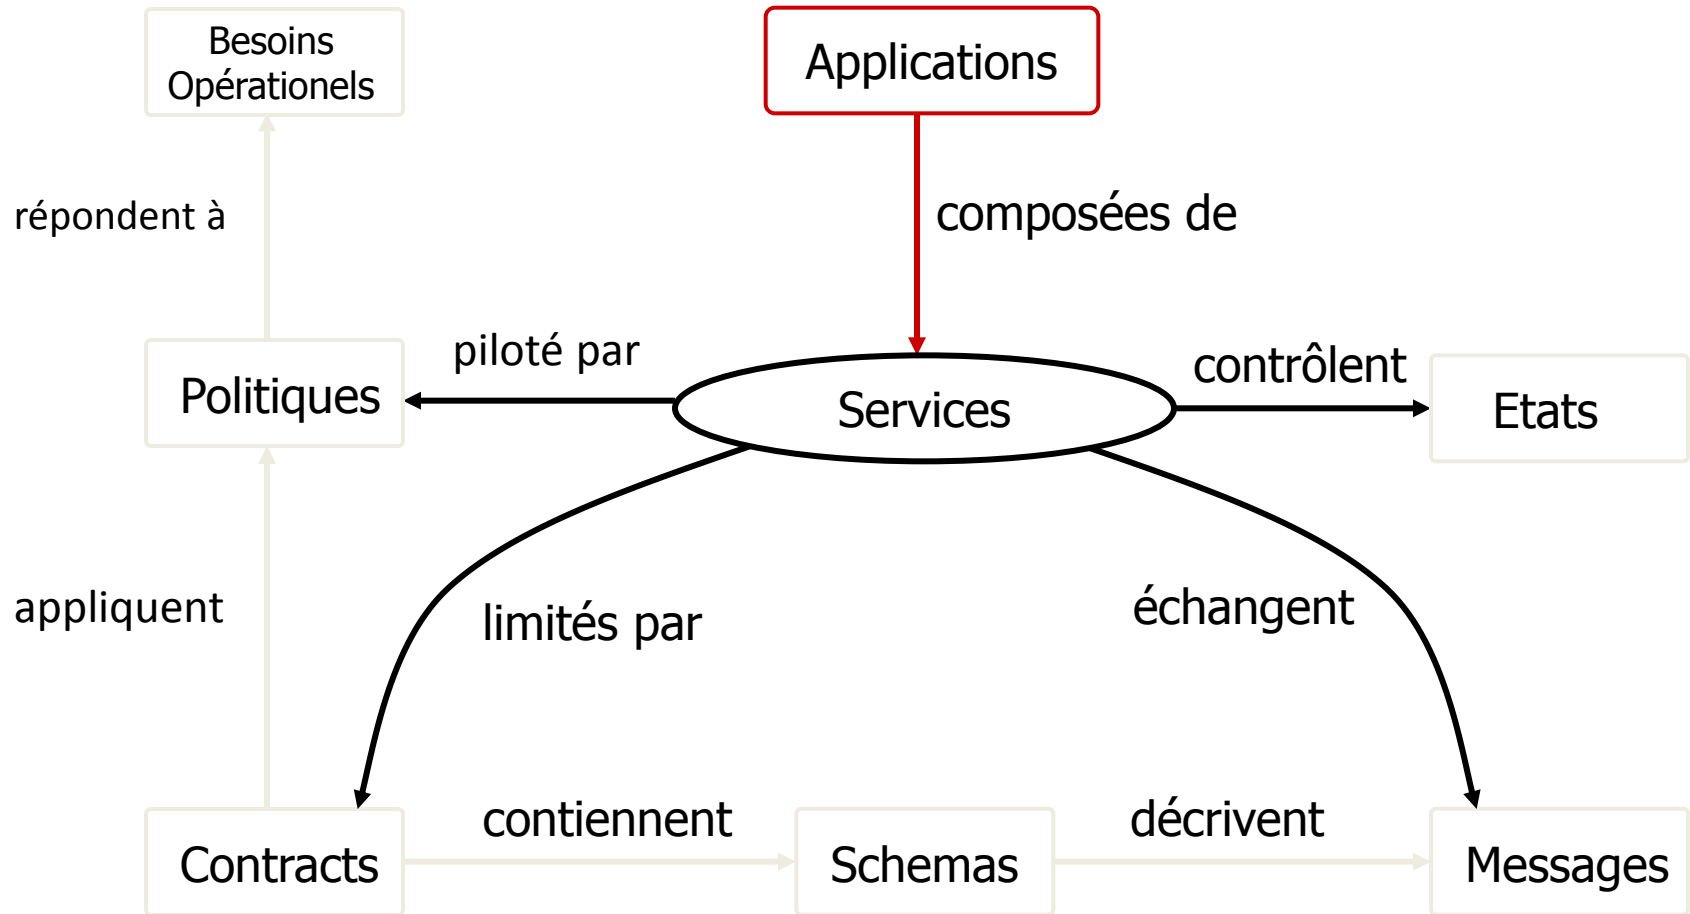 Besoins
Opérationels
Applications
répondent à
composées de
piloté par
contrôlent
Politiques
Services
Etats
appliquent
limités par
échangent
contiennent
décrivent
Contracts
Schemas
Messages